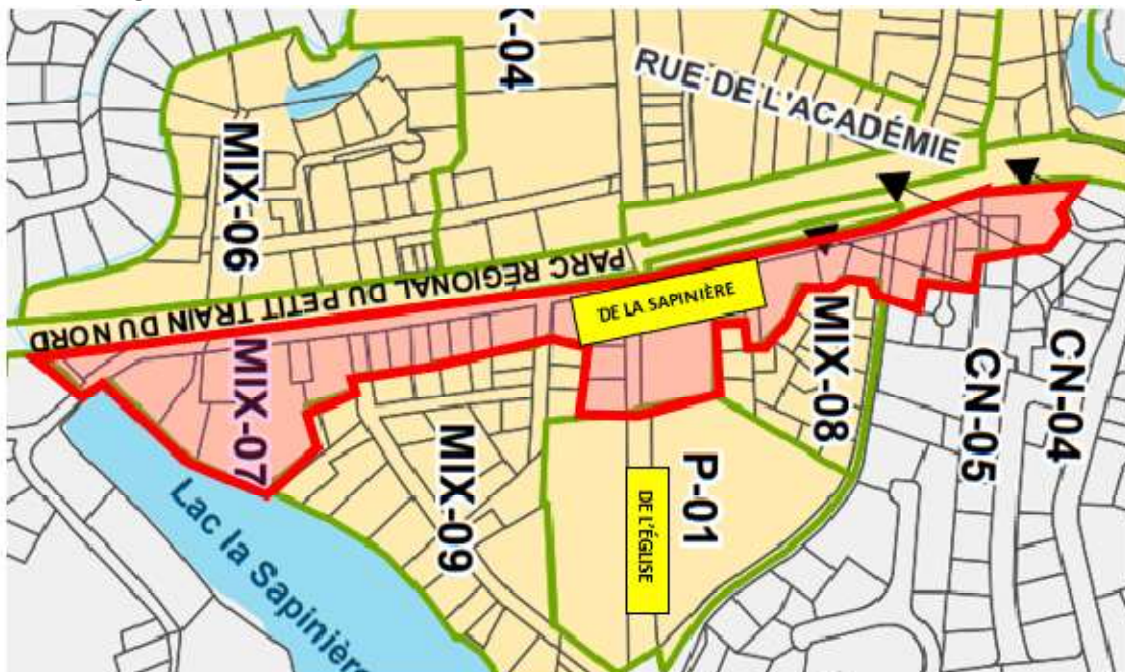 X-04
RUE DE L'ACADÉMIE
MIX-06
PARC RÉGIONAL DU PETIT TRAIN DU NORD
DE LA SAPINIÈRE
MIX-07
MIX-08
CN-04
CN-05
MIX-09
P-01
DE L'ÉGLISE
Lac la Sapinière